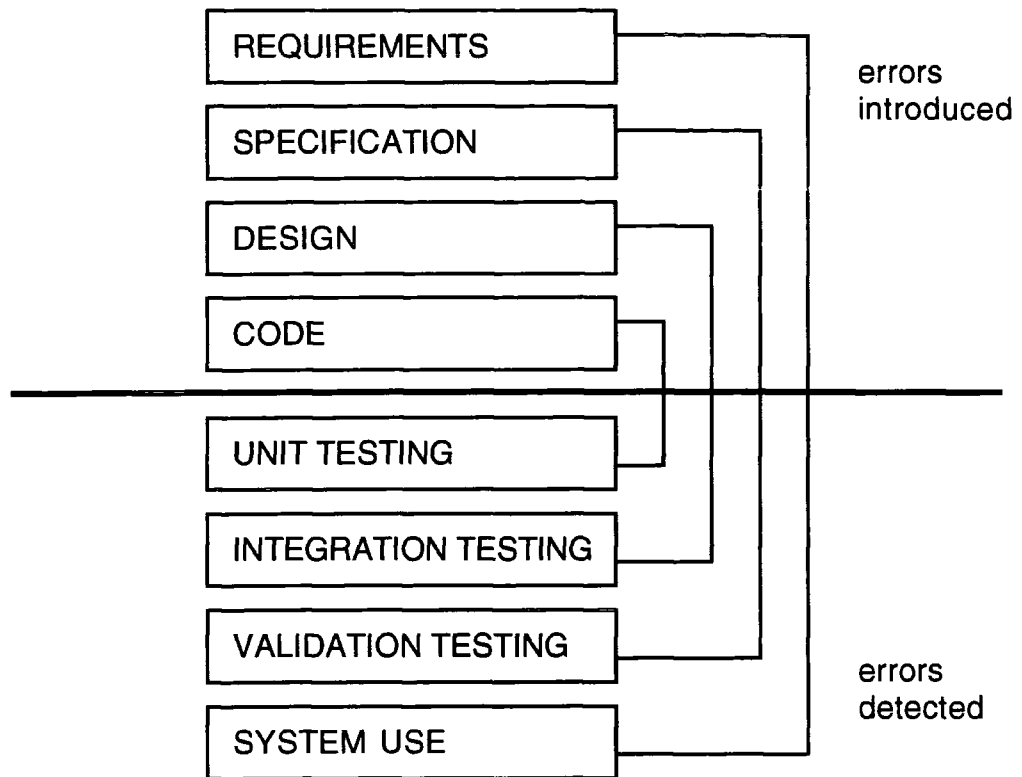 REQUIREMENTS
errors
introduced
SPECIFICATION
DESIGN
CODE
UNIT TESTING
INTEGRATION TESTING
VALIDATION TESTING
errors
detected
SYSTEM USE